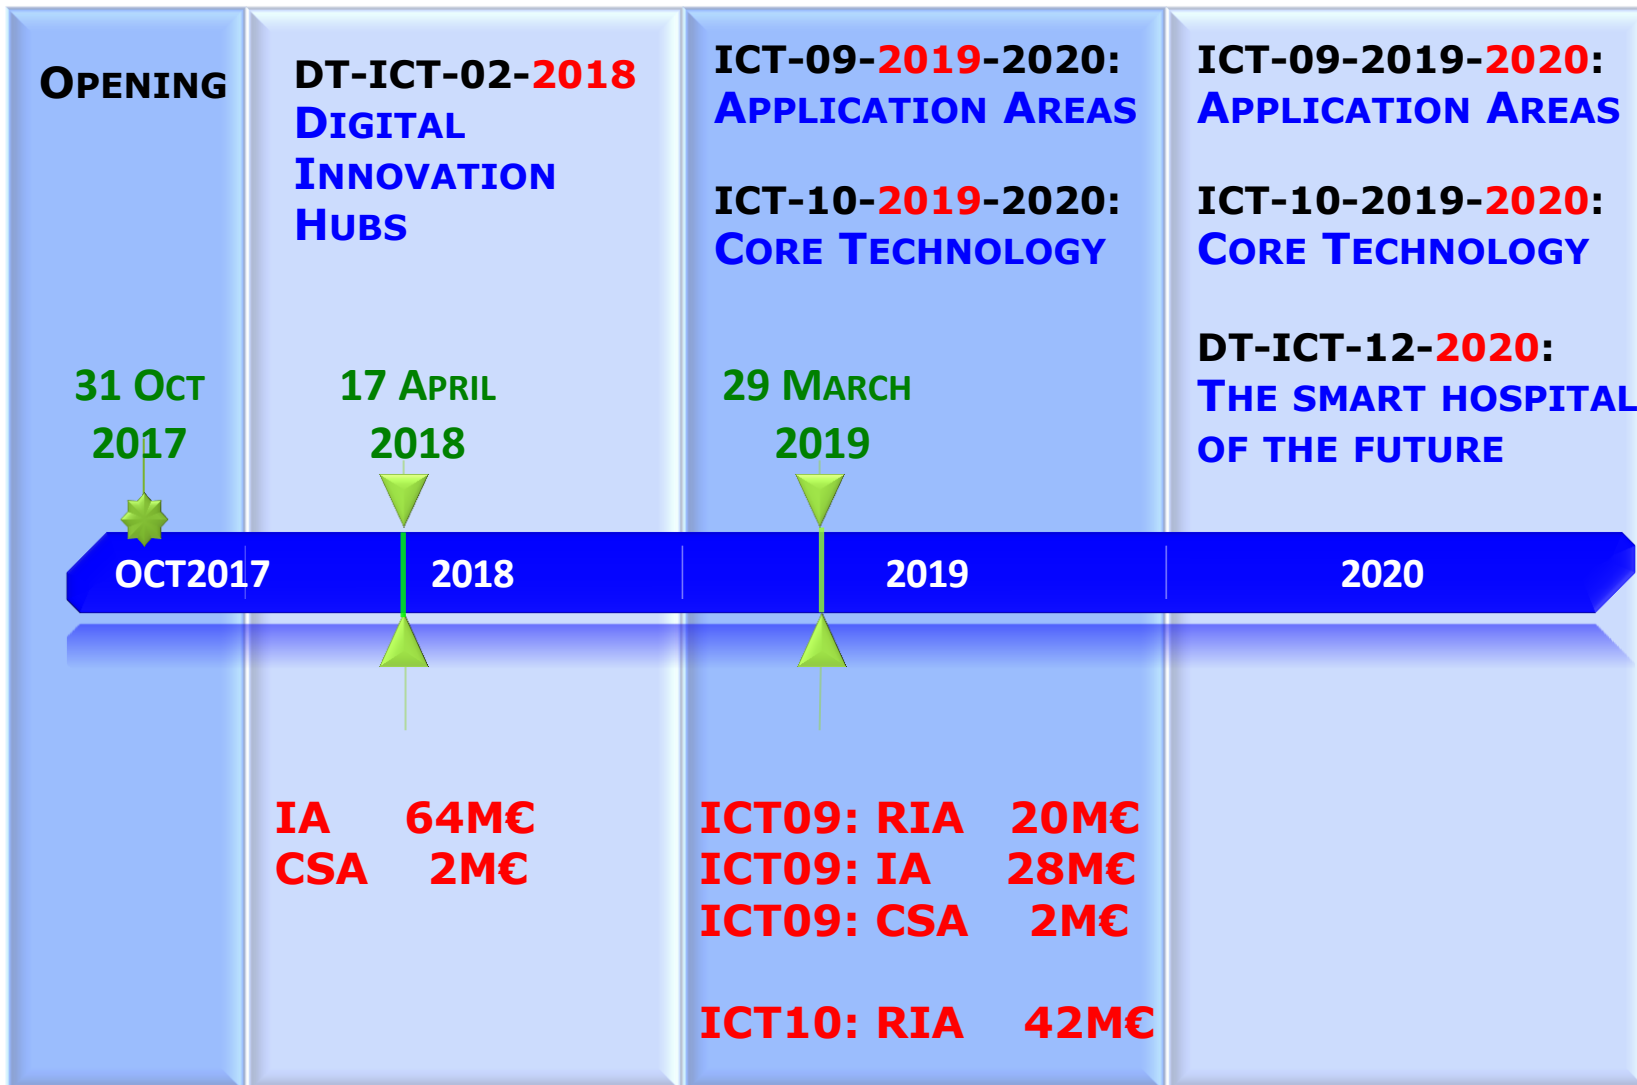 OPENING
31 OCT
2017
DT-ICT-02-2018
DIGITAL
INNOVATION
HUBS
17 APRIL
2018
ICT-09-2019-2020:
APPLICATION AREAS
ICT-10-2019-2020:
CORE TECHNOLOGY
29 MARCH
2019
ICT-09-2019-2020:
APPLICATION AREAS
ICT-10-2019-2020:
CORE TECHNOLOGY
DT-ICT-12-2020:
THE SMART HOSPITAL
OF THE FUTURE
OCT2017
2018
2019
2020
IA 64M€
CSA 2M€
ICT09: RIA 20M€
ICT09: IA 28M€
ICT09: CSA 2M€
ICT10: RIA 42M€